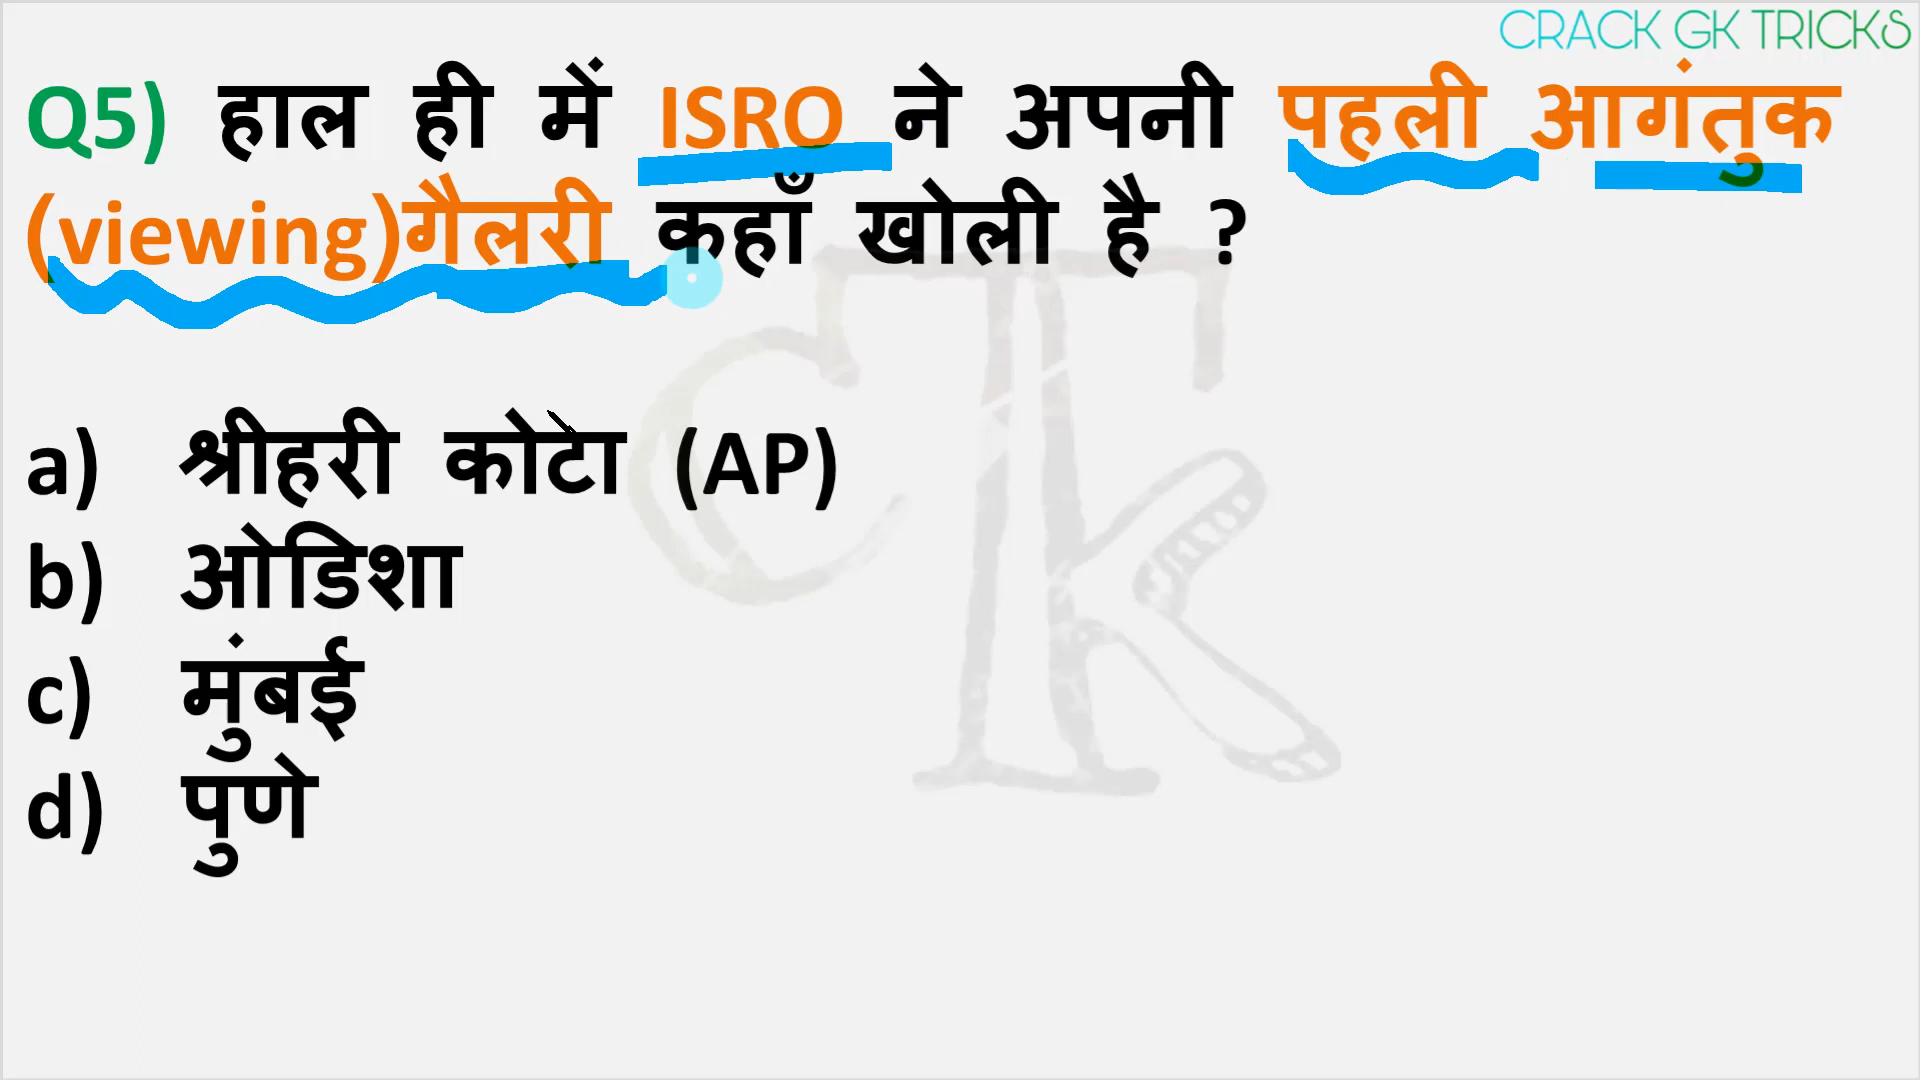 CRACK GK TRICKS
Q5) हाल ही में ISRO ने अपनी पहली आगंतुक
(viewing)गैलरी कहाँ खोली है ?
a) श्रीहरी कोटा (AP)
b) ओडिशा
c) मुंबई
d) पुणे